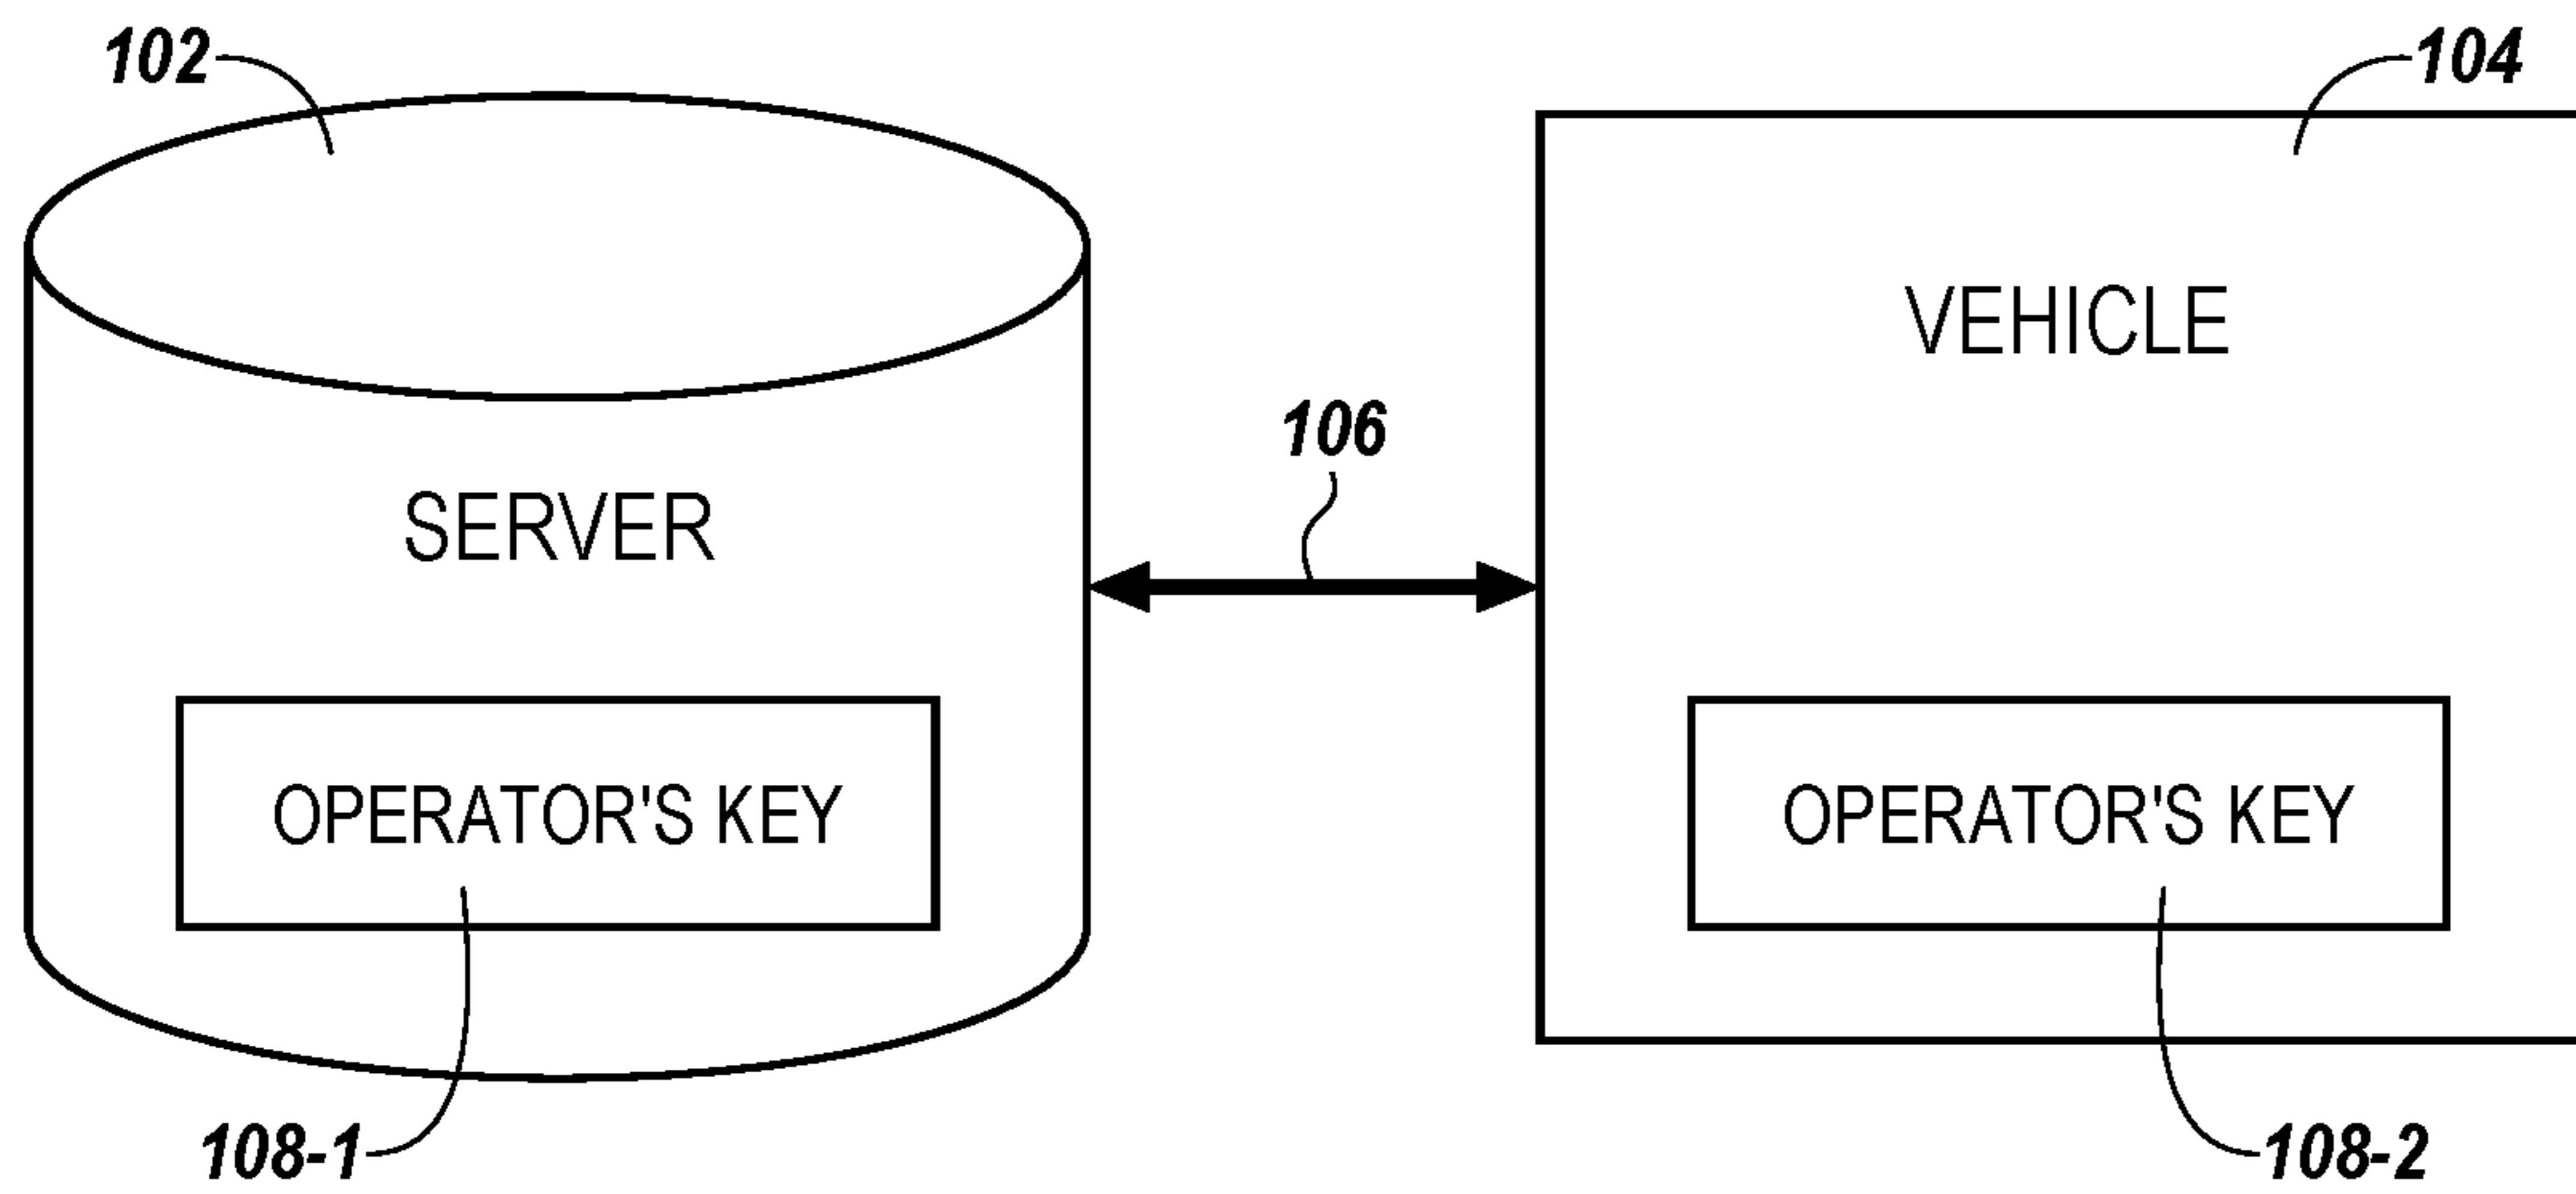 102
104
VEHICLE
106
SERVER
OPERATOR'S KEY
OPERATOR'S KEY
108-1
108-2